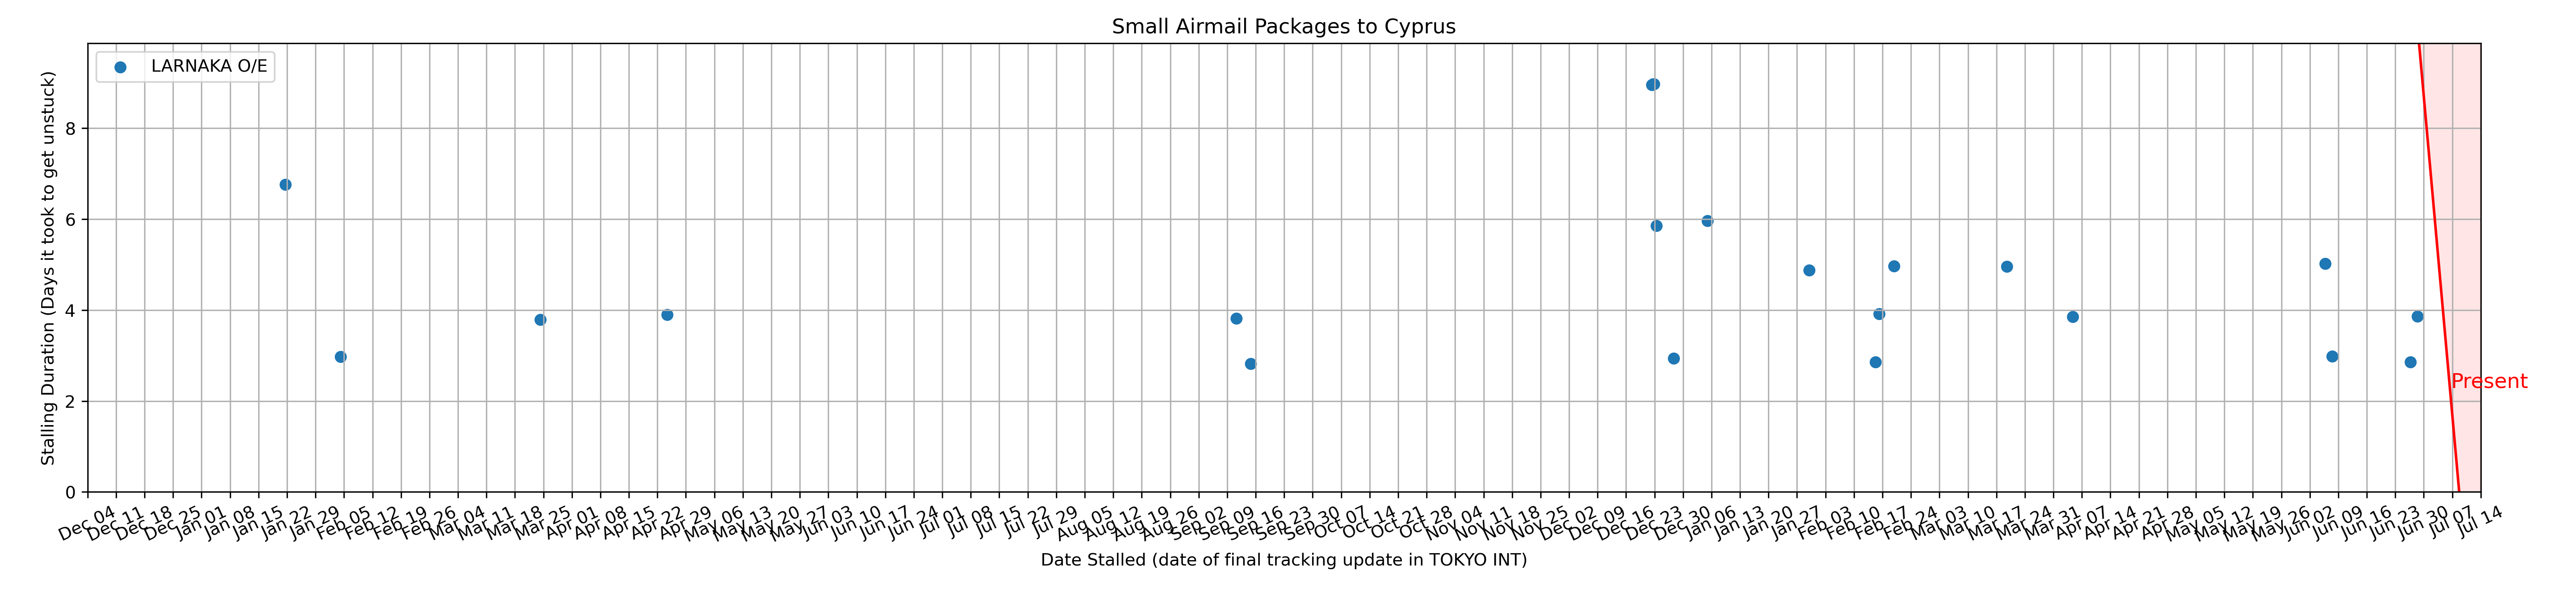 Small Airmail Packages to Cyprus
LARNAKA O/E
Stalling Duration (Days it took to get unstuck)
8
6
4
2
0
Present
Dec 04 Dec 11 Dec 18 Dec 25 Jan 01 Jan 08 Jan 15 Jan 22 Jan 29 Feb 05 Feb 12 Feb 19 Feb 26 Mar 04 Mar 11 Mar 18 Mar 25 Apr 01 Apr 08 Apr 15 Apr 22 Apr 29 May 06 May 13 May 20 May 27 Jun 03 Jun 10 Jun 17 Jun 24 Jul 01 Jul 08 Jul 15 Jul 22 Jul 29 Aug 05 Aug 12 Aug 19 Aug 26 Sep 02 Sep 09 Sep 16 Sep 23 Sep 30 Oct 07 Oct 14 Oct 21 Oct 28 Nov 04 Nov 11 Nov 18 Nov 25 Dec 02 Dec 09 Dec 16 Dec 23 Dec 30 Jan 06 Jan 13 Jan 20 Jan 27 Feb 03 Feb 10 Feb 17 Feb 24 Mar 03 Mar 10 Mar 17 Mar 24 Mar 31 Apr 07 Apr 14 Apr 21 Apr 28 May 05 May 12 May 19 May 26 Jun 02 Jun 09 Jun 16 Jun 23 Jun 30 Jul 07 Jul 14
Date Stalled (date of final tracking update in TOKYO INT)